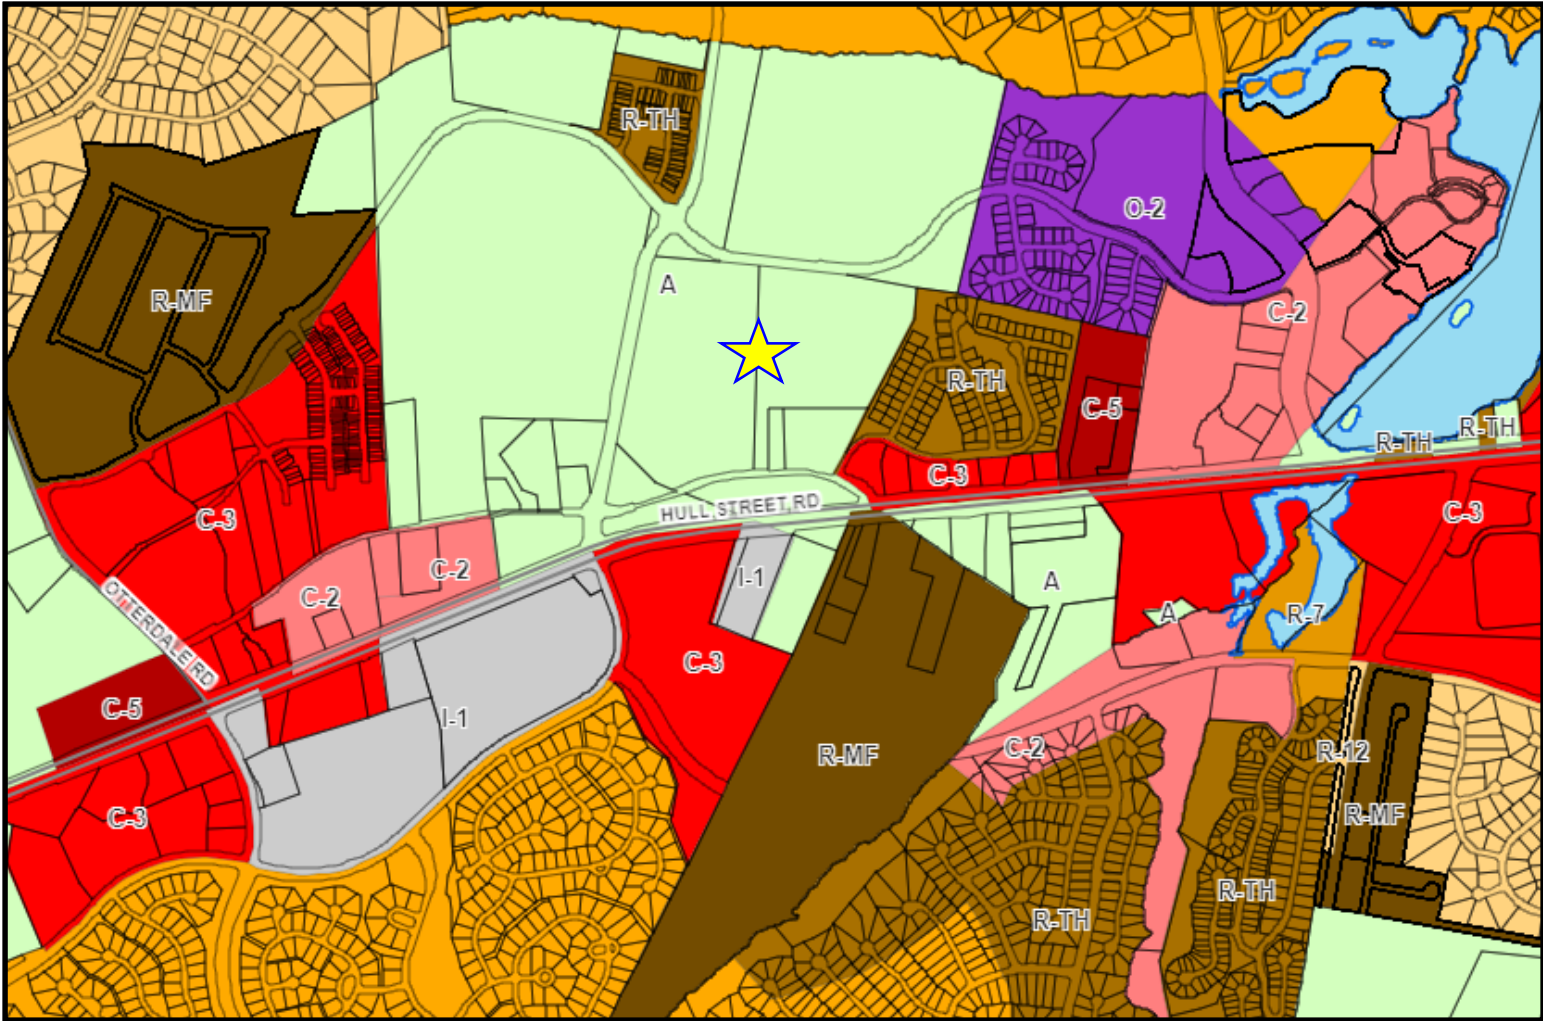 R-TH
O-2
A
R-MF
C-2
R-TH
C-5
R-TH
R-TH
C-3
HULL STREET RD
C-3
C-3
C-2
C-2
I-1
A
A
R-7
OTTERDALE RD
C-3
C-5
I-1
R-MF
C-2
R-12
C-3
R-MF
R-TH
R-TH